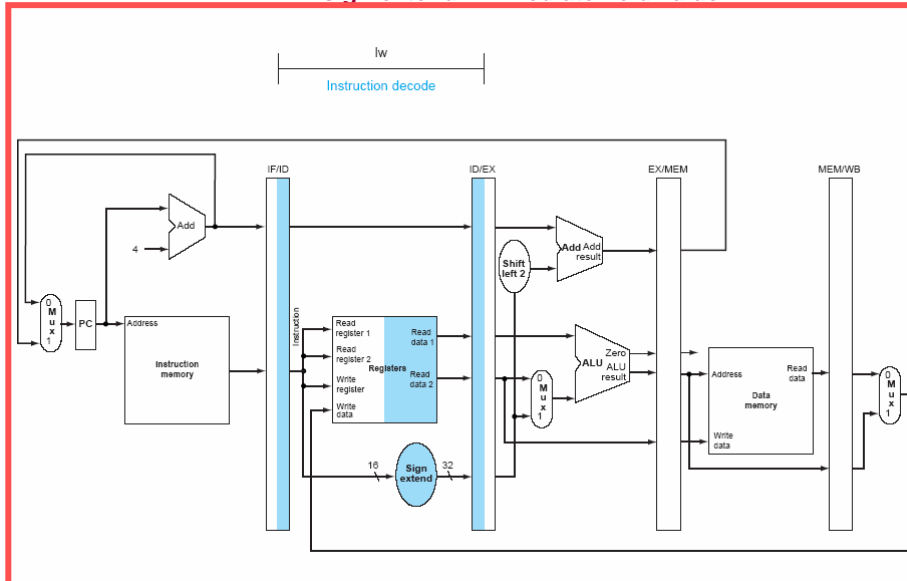 lw
Instruction decode
IF/ID
ID/EX
EX/MEM
MEM/WB
Add
4
Add Add
result
Shift
left 2
0
M
u
x
1
PC
Address
Instruction
memory
Instruction
Read
register 1
Read
register 2
Write
register
Write
data
Registers
Read
data 1
Read
data 2
16
Sign
extend
32
0
M
u
x
1
ALU
Zero
ALU
result
Address
Write
data
Data
memory
Read
data
0
M
u
x
1